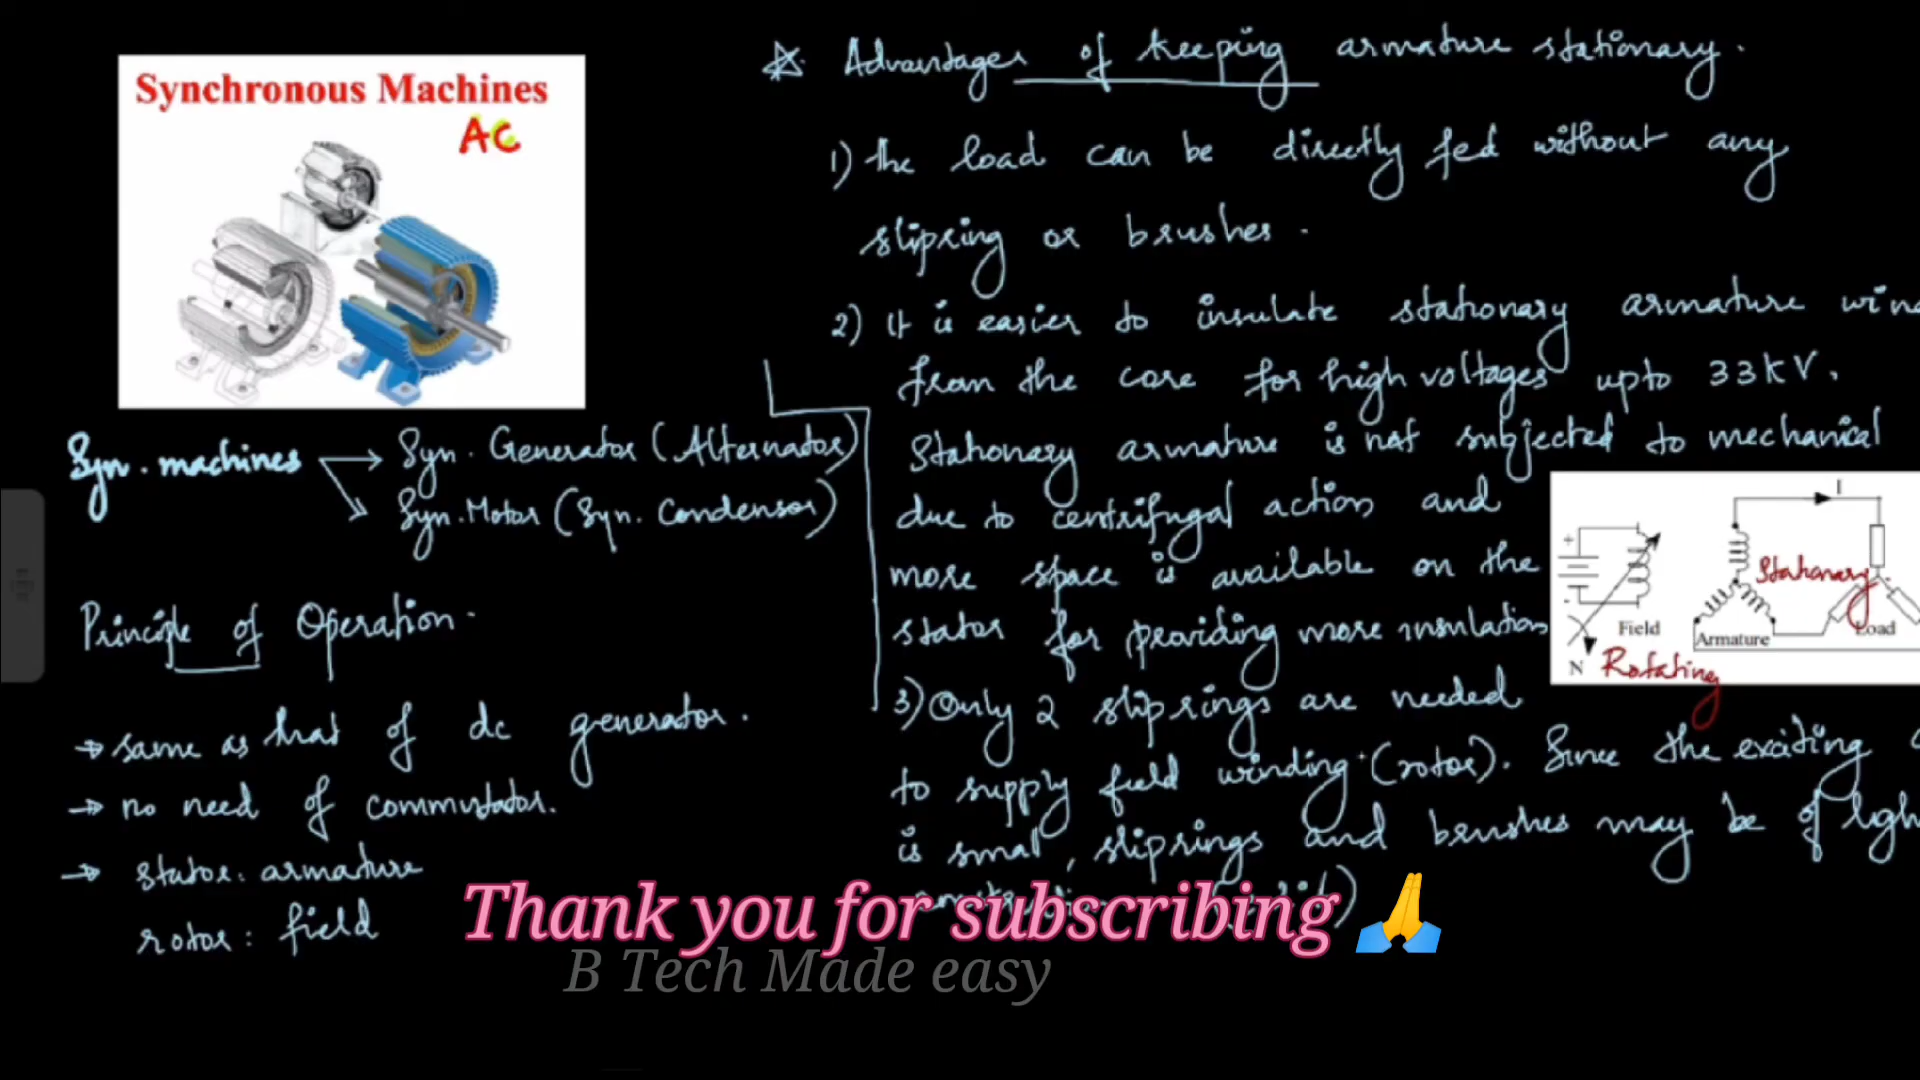 Synchronous Machines
AC
Syn. machines → Syn. Generator (Alternator)
Syn. Motor (Syn. Condensor)
Principle of Operation.
→ same as that of dc generator.
→ no need of commutator.
→ stator: armature
rotor: field
☆. Advantages of keeping armature stationary.
1) The load can be directly fed without any
slipring or brushes.
2) It is easier to insulate stationary armature
from the core for high voltages upto 33kV.
Stationary armature is not subjected to mechanical
due to centrifugal action and
more space is available on the
stator for providing more insulation
3) Only 2 sliprings are needed
to supply field winding (rotor). Since the exciting
is small, sliprings and brushes may be of
+
-
Field
N
Rotating
I
Stationary
Armature
Load
Thank you for subscribing 🙏
B Tech Made easy